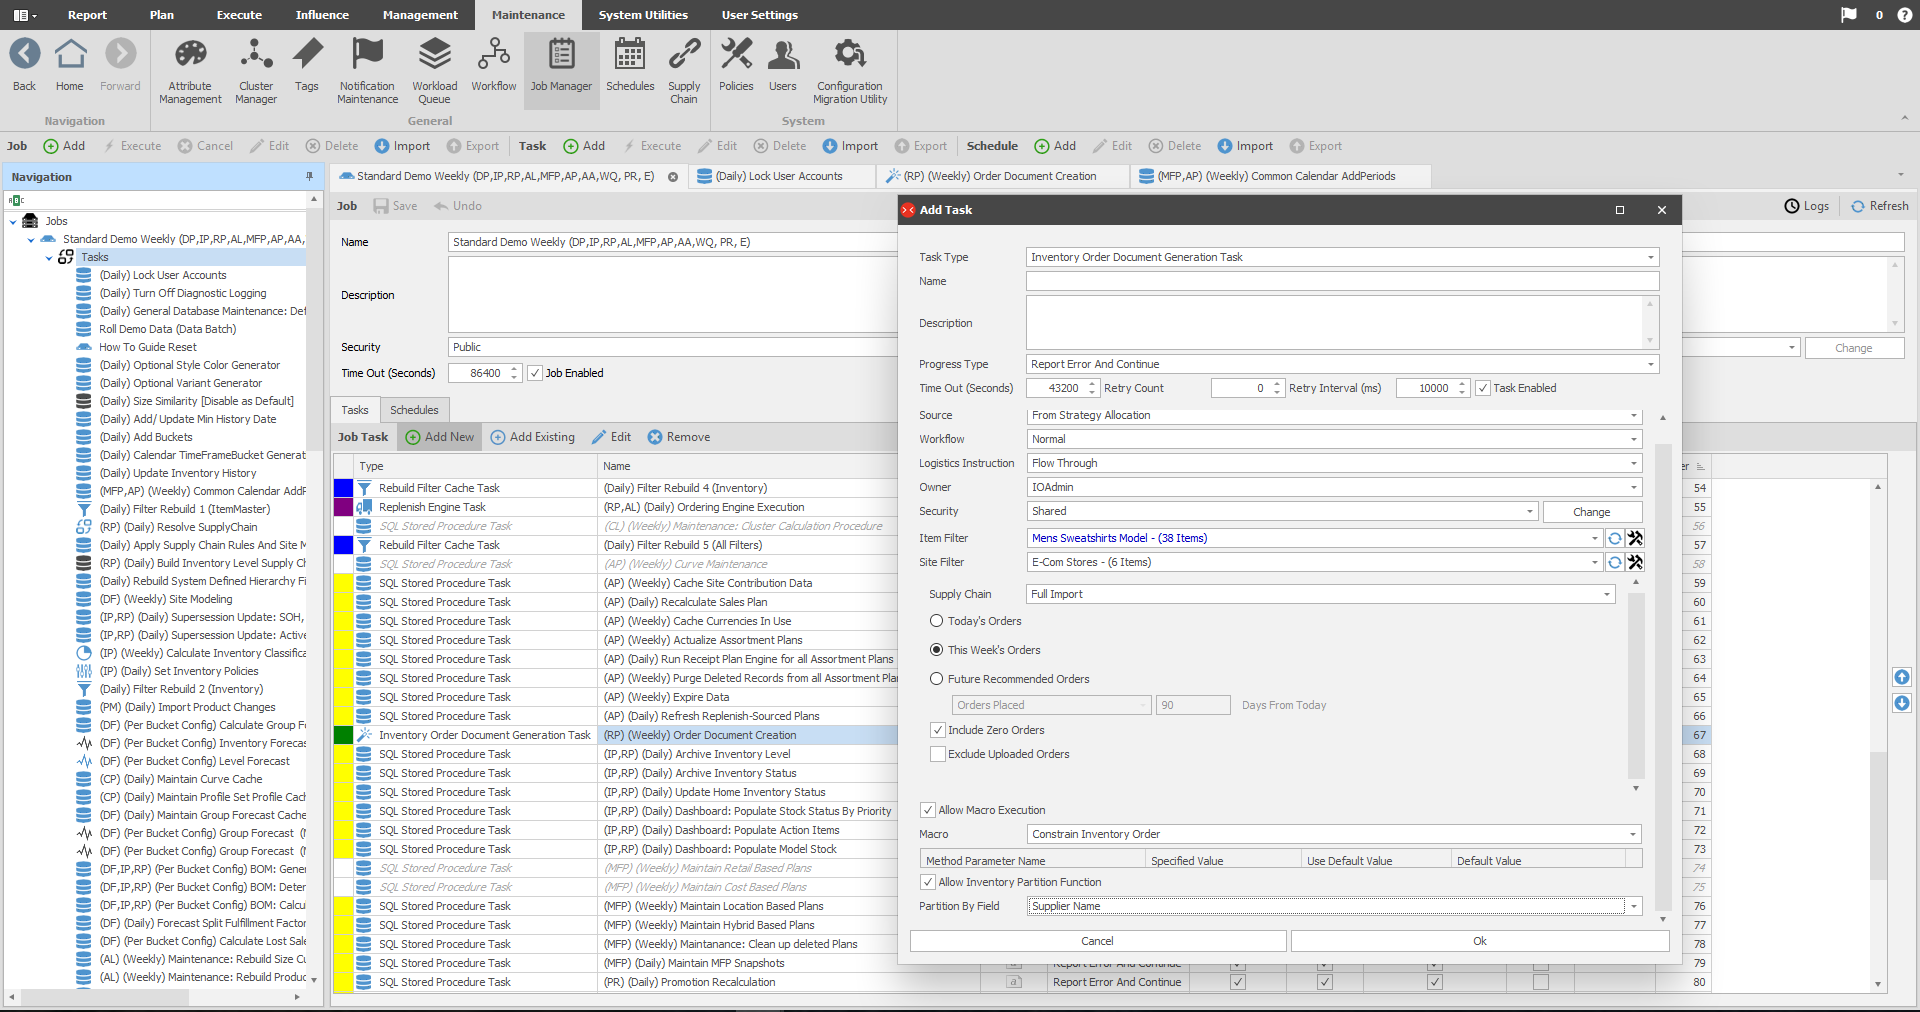 Report Plan Execute Influence Management Maintenance System Utilities User Settings 0
Back Home Forward
Navigation
Attribute Management
Cluster Manager
Tags
Notification Maintenance
Workload Queue
Workflow
Job Manager
Schedules
Supply Chain
General
Policies
Users
Configuration Migration Utility
System
Job Add Execute Cancel Edit Delete Import Export Task Add Execute Edit Delete Import Export Schedule Add Edit Delete Import Export
Navigation
Jobs
Standard Demo Weekly (DP,IP,RP,AL,MFP,AP,AA,
Tasks
(Daily) Lock User Accounts
(Daily) Turn Off Diagnostic Logging
(Daily) General Database Maintenance: Def
Roll Demo Data (Data Batch)
How To Guide Reset
(Daily) Optional Style Color Generator
(Daily) Optional Variant Generator
(Daily) Size Similarity [Disable as Default]
(Daily) Add/ Update Min History Date
(Daily) Add Buckets
(Daily) Calendar TimeFrameBucket Generat
(Daily) Update Inventory History
(MFP,AP) (Weekly) Common Calendar AddF
(Daily) Filter Rebuild 1 (ItemMaster)
(RP) (Daily) Resolve SupplyChain
(Daily) Apply Supply Chain Rules And Site M
(RP) (Daily) Build Inventory Level Supply Ch
(Daily) Rebuild System Defined Hierarchy Fi
(DF) (Weekly) Site Modeling
(IP,RP) (Daily) Supersession Update: SOH,
(IP,RP) (Daily) Supersession Update: Active
(IP) (Weekly) Calculate Inventory Classifica
(IP) (Daily) Set Inventory Policies
(Daily) Filter Rebuild 2 (Inventory)
(PM) (Daily) Import Product Changes
(DF) (Per Bucket Config) Calculate Group F
(DF) (Per Bucket Config) Inventory Forecas
(DF) (Per Bucket Config) Level Forecast
(CP) (Daily) Maintain Curve Cache
(CP) (Daily) Maintain Profile Set Profile Cach
(DF) (Daily) Maintain Group Forecast Cache
(DF) (Per Bucket Config) Group Forecast (M
(DF) (Per Bucket Config) Group Forecast (M
(DF,IP,RP) (Per Bucket Config) BOM: Gener
(DF,IP,RP) (Per Bucket Config) BOM: Deter
(DF,IP,RP) (Per Bucket Config) BOM: Calcu
(DF) (Daily) Forecast Split Fulfillment Factor
(DF) (Per Bucket Config) Calculate Lost Sale
(AL) (Weekly) Maintenance: Rebuild Size Cu
(AL) (Weekly) Maintenance: Rebuild Produc
Standard Demo Weekly (DP,IP,RP,AL,MFP,AP,AA,WQ, PR, E) (Daily) Lock User Accounts (RP) (Weekly) Order Document Creation (MFP,AP) (Weekly) Common Calendar AddPeriods
Job Save Undo Logs Refresh
Name Standard Demo Weekly (DP,IP,RP,AL,MFP,AP,AA,WQ, PR, E)
Description
Security Public Change
Time Out (Seconds) 86400 Job Enabled
Tasks Schedules
Job Task Add New Add Existing Edit Remove
Type Name er
Rebuild Filter Cache Task (Daily) Filter Rebuild 4 (Inventory) 54
Replenish Engine Task (RP,AL) (Daily) Ordering Engine Execution 55
SQL Stored Procedure Task (CL) (Weekly) Maintenance: Cluster Calculation Procedure 56
Rebuild Filter Cache Task (Daily) Filter Rebuild 5 (All Filters) 57
SQL Stored Procedure Task (AP) (Weekly) Curve Maintenance 58
SQL Stored Procedure Task (AP) (Weekly) Cache Site Contribution Data 59
SQL Stored Procedure Task (AP) (Daily) Recalculate Sales Plan 60
SQL Stored Procedure Task (AP) (Weekly) Cache Currencies In Use 61
SQL Stored Procedure Task (AP) (Weekly) Actualize Assortment Plans 62
SQL Stored Procedure Task (AP) (Daily) Run Receipt Plan Engine for all Assortment Plans 63
SQL Stored Procedure Task (AP) (Weekly) Purge Deleted Records from all Assortment Plar 64
SQL Stored Procedure Task (AP) (Weekly) Expire Data 65
SQL Stored Procedure Task (AP) (Daily) Refresh Replenish-Sourced Plans 66
Inventory Order Document Generation Task (RP) (Weekly) Order Document Creation 67
SQL Stored Procedure Task (IP,RP) (Daily) Archive Inventory Level 68
SQL Stored Procedure Task (IP,RP) (Daily) Archive Inventory Status 69
SQL Stored Procedure Task (IP,RP) (Daily) Update Home Inventory Status 70
SQL Stored Procedure Task (IP,RP) (Daily) Dashboard: Populate Stock Status By Priority 71
SQL Stored Procedure Task (IP,RP) (Daily) Dashboard: Populate Action Items 72
SQL Stored Procedure Task (IP,RP) (Daily) Dashboard: Populate Model Stock 73
SQL Stored Procedure Task (MFP) (Weekly) Maintain Retail Based Plans 74
SQL Stored Procedure Task (MFP) (Weekly) Maintain Cost Based Plans 75
SQL Stored Procedure Task (MFP) (Weekly) Maintain Location Based Plans 76
SQL Stored Procedure Task (MFP) (Weekly) Maintain Hybrid Based Plans 77
SQL Stored Procedure Task (MFP) (Weekly) Maintanance: Clean up deleted Plans 78
SQL Stored Procedure Task (MFP) (Daily) Maintain MFP Snapshots Report Error And Continue 79
SQL Stored Procedure Task (PR) (Daily) Promotion Recalculation Report Error And Continue 80
Add Task
Task Type Inventory Order Document Generation Task
Name
Description
Progress Type Report Error And Continue
Time Out (Seconds) 43200 Retry Count 0 Retry Interval (ms) 10000 Task Enabled
Source From Strategy Allocation
Workflow Normal
Logistics Instruction Flow Through
Owner IOAdmin
Security Shared Change
Item Filter Mens Sweatshirts Model - (38 Items)
Site Filter E-Com Stores - (6 Items)
Supply Chain Full Import
Today's Orders
This Week's Orders
Future Recommended Orders
Orders Placed 90 Days From Today
Include Zero Orders
Exclude Uploaded Orders
Allow Macro Execution
Macro Constrain Inventory Order
Method Parameter Name Specified Value Use Default Value Default Value
Allow Inventory Partition Function
Partition By Field Supplier Name
Cancel Ok